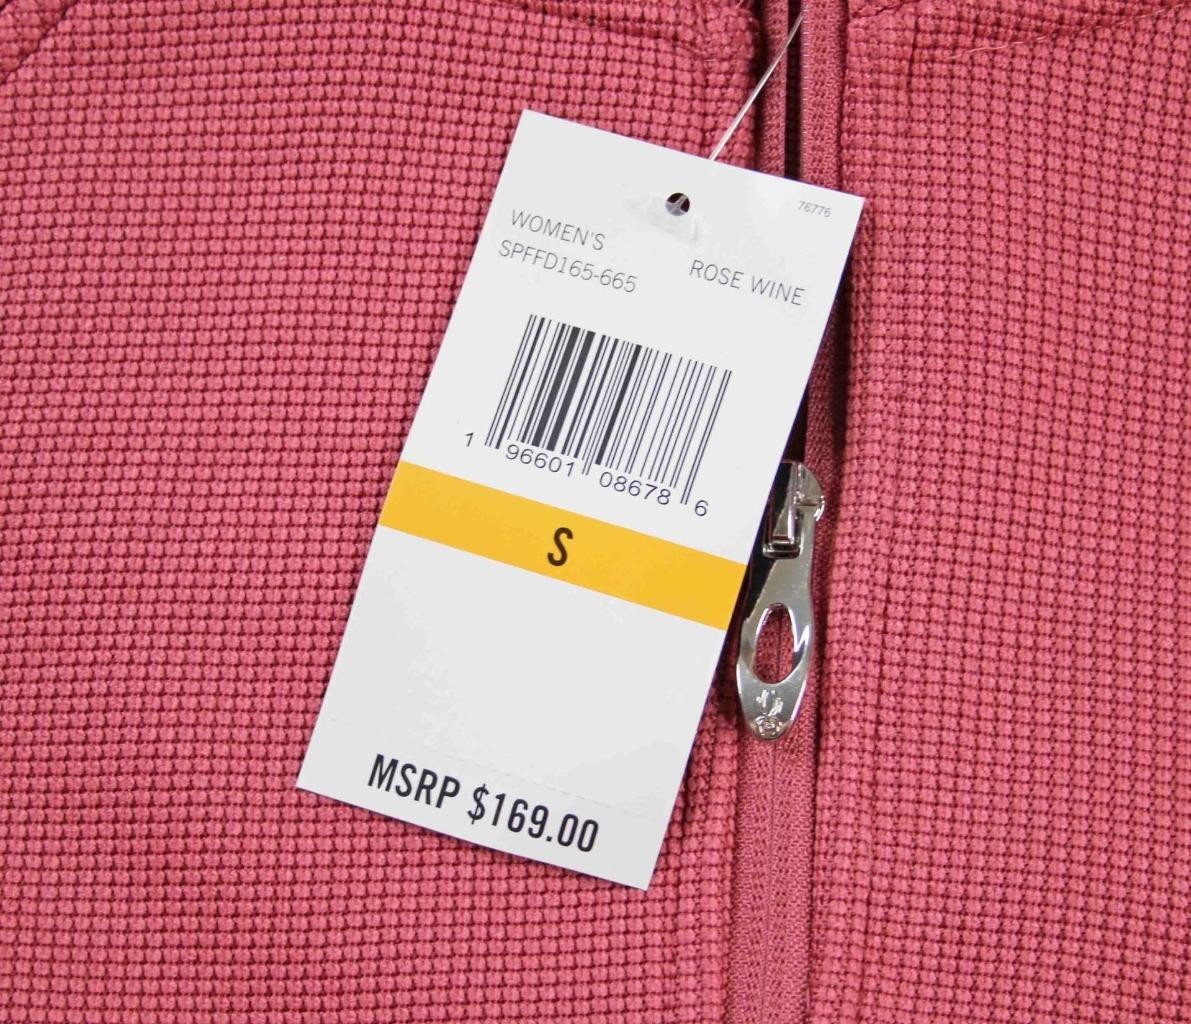 76776
WOMEN'S
SPFFD165-665
ROSE WINE
1 96601 08678 6
S
MSRP $169.00